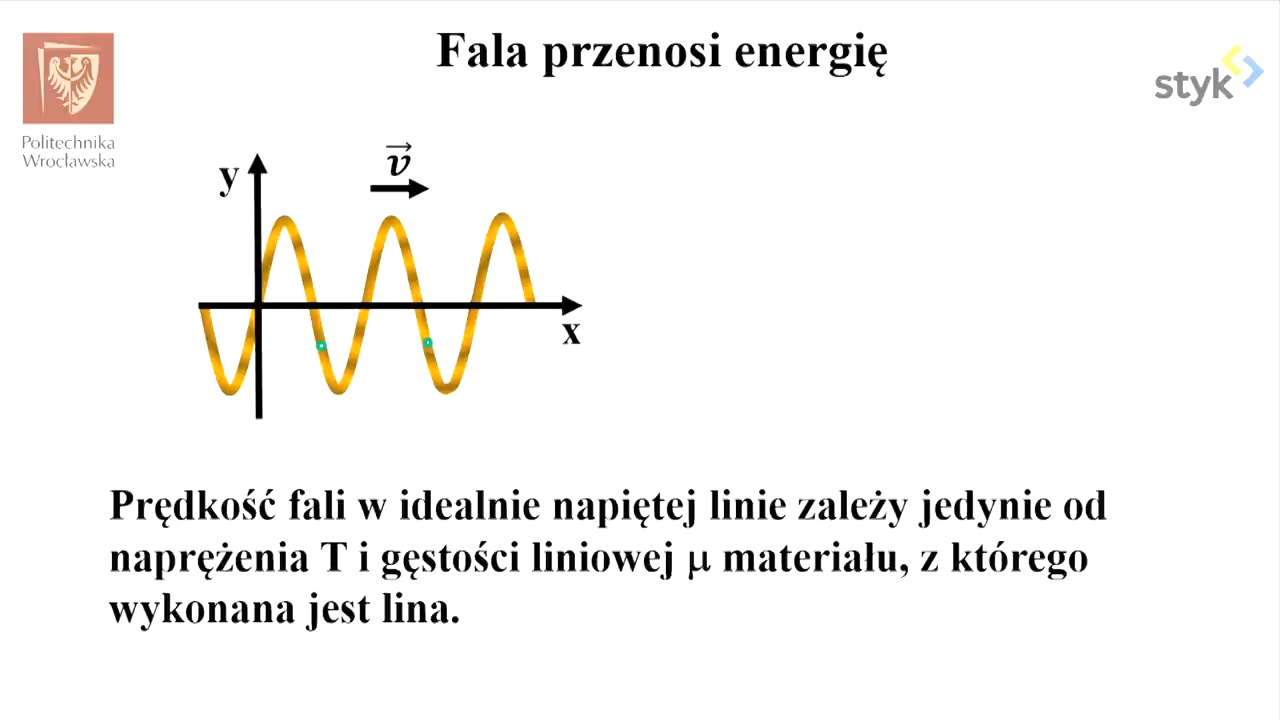 Fala przenosi energię
Politechnika
Wrocławska
styk
y
v
x
Prędkość fali w idealnie napiętej linie zależy jedynie od
naprężenia T i gęstości liniowej μ materiału, z którego
wykonana jest lina.